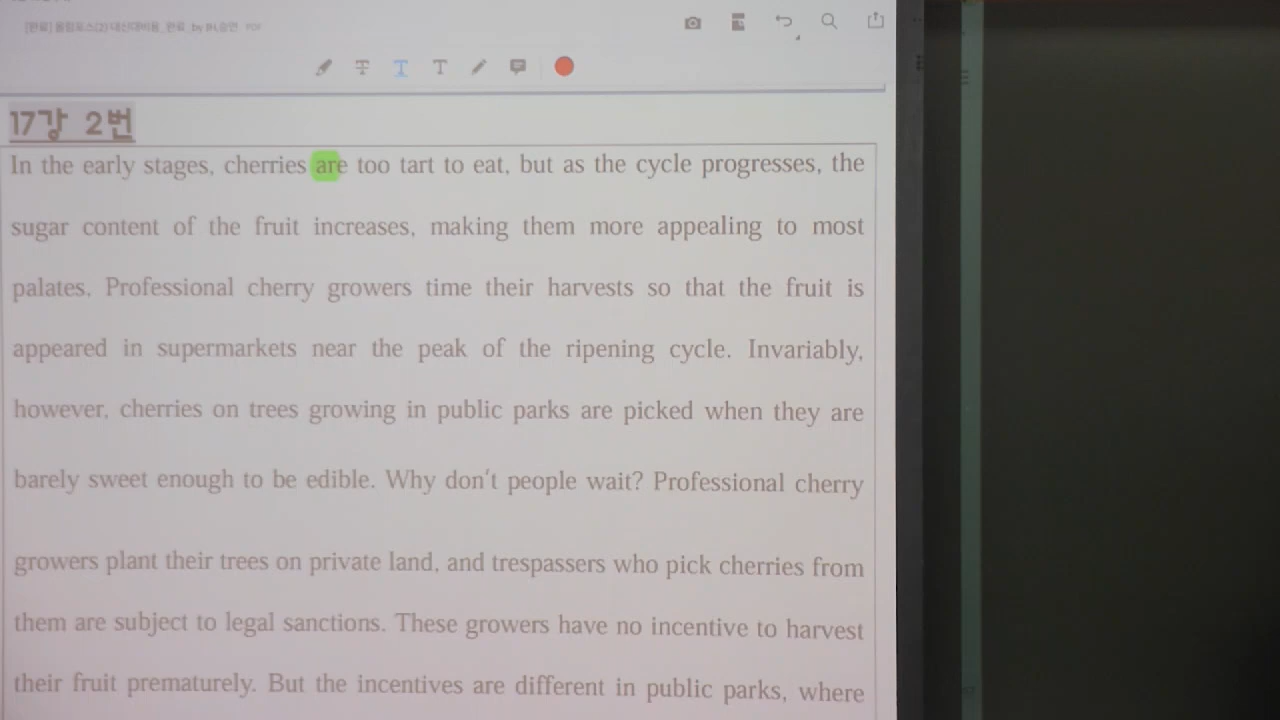 17강 2번
In the early stages, cherries are too tart to eat, but as the cycle progresses, the
sugar content of the fruit increases, making them more appealing to most
palates. Professional cherry growers time their harvests so that the fruit is
appeared in supermarkets near the peak of the ripening cycle. Invariably,
however, cherries on trees growing in public parks are picked when they are
barely sweet enough to be edible. Why don't people wait? Professional cherry
growers plant their trees on private land, and trespassers who pick cherries from
them are subject to legal sanctions. These growers have no incentive to harvest
their fruit prematurely. But the incentives are different in public parks, where